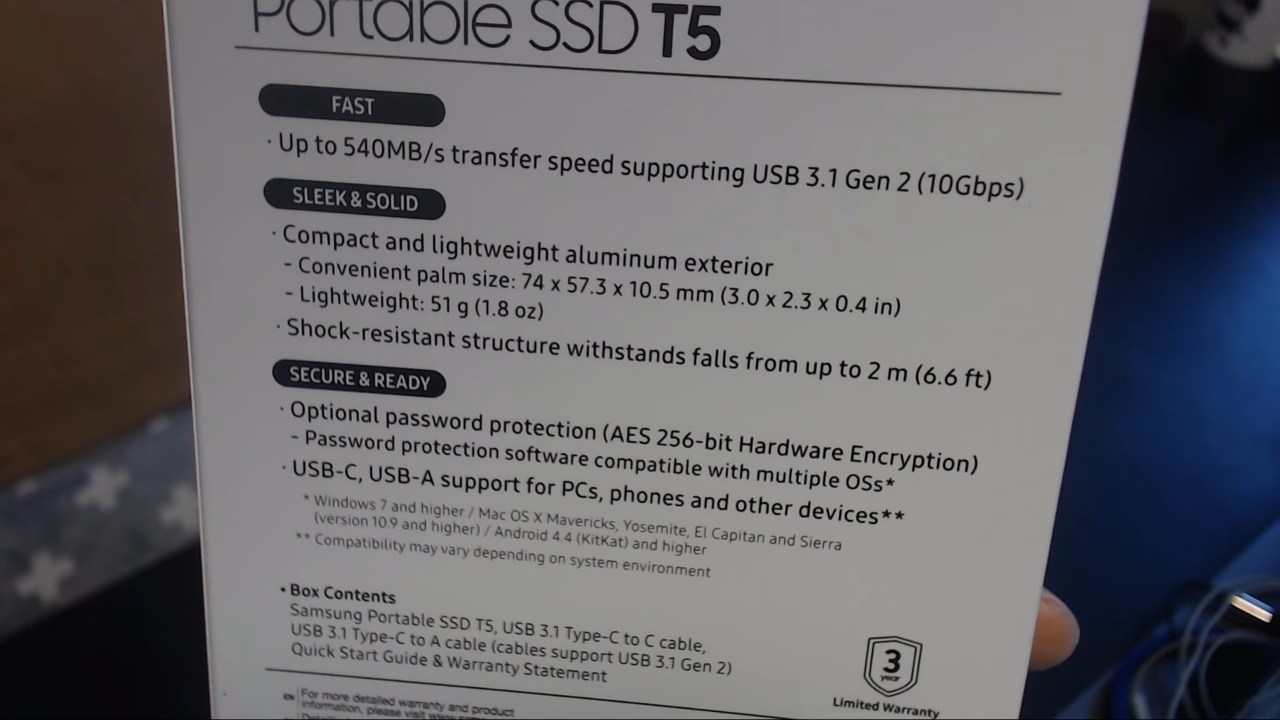 Portable SSD T5
FAST
· Up to 540MB/s transfer speed supporting USB 3.1 Gen 2 (10Gbps)
SLEEK & SOLID
· Compact and lightweight aluminum exterior
- Convenient palm size: 74 x 57.3 x 10.5 mm (3.0 x 2.3 x 0.4 in)
- Lightweight: 51 g (1.8 oz)
· Shock-resistant structure withstands falls from up to 2 m (6.6 ft)
SECURE & READY
· Optional password protection (AES 256-bit Hardware Encryption)
- Password protection software compatible with multiple OSs*
· USB-C, USB-A support for PCs, phones and other devices**
* Windows 7 and higher / Mac OS X Mavericks, Yosemite, El Capitan and Sierra
(version 10.9 and higher) / Android 4.4 (KitKat) and higher
** Compatibility may vary depending on system environment
• Box Contents
Samsung Portable SSD T5, USB 3.1 Type-C to C cable,
USB 3.1 Type-C to A cable (cables support USB 3.1 Gen 2)
Quick Start Guide & Warranty Statement
3
year
Limited Warranty
EN For more detailed warranty and product
information, please visit